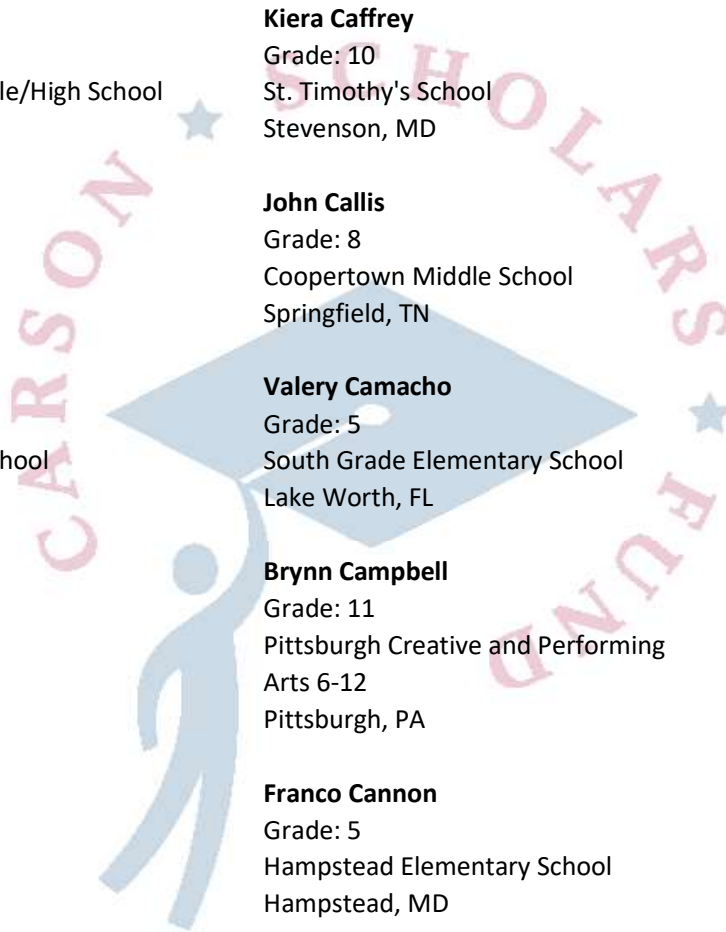 Kiera Caffrey
Grade: 10
le/High School
St. Timothy's School
Stevenson, MD
John Callis
Grade: 8
Coopertown Middle School
Springfield, TN
Valery Camacho
Grade: 5
hool
South Grade Elementary School
Lake Worth, FL
Brynn Campbell
Grade: 11
Pittsburgh Creative and Performing
Arts 6-12
Pittsburgh, PA
Franco Cannon
Grade: 5
Hampstead Elementary School
Hampstead, MD
CARSON ★ SCHOLARS ★ FUND